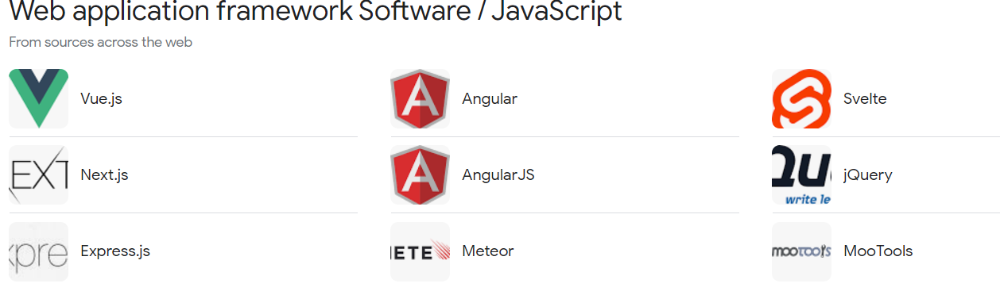 Web application framework Software / JavaScript
From sources across the web
Vue.js
Angular
Svelte
EXT
Next.js
AngularJS
Qu
write le
jQuery
xpre
Express.js
METE
Meteor
mootools
MooTools